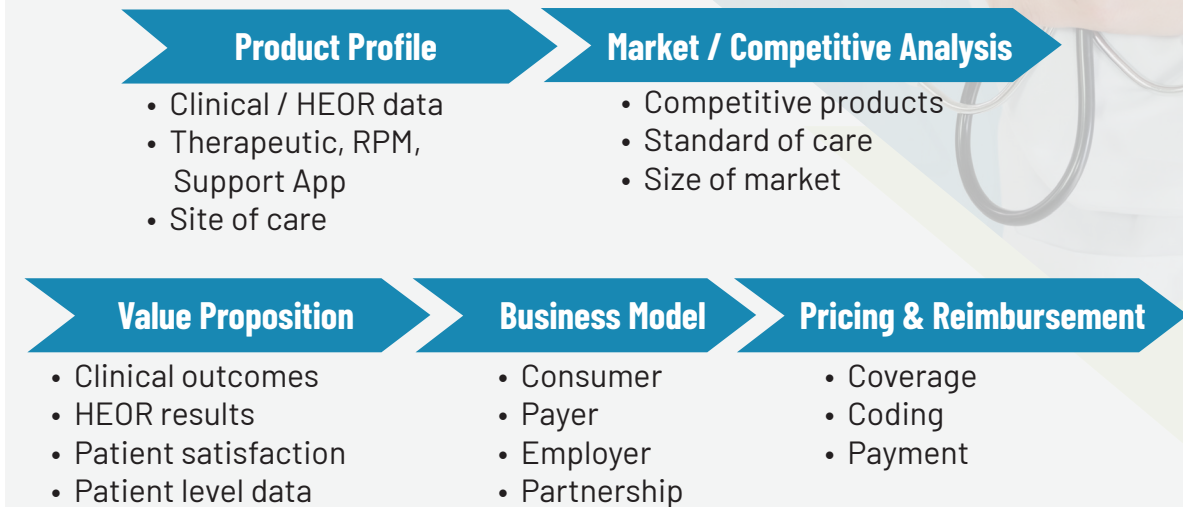 Product Profile
• Clinical / HEOR data
• Therapeutic, RPM,
Support App
• Site of care
Market / Competitive Analysis
• Competitive products
• Standard of care
• Size of market
Value Proposition
• Clinical outcomes
• HEOR results
• Patient satisfaction
• Patient level data
Business Model
• Consumer
• Payer
• Employer
• Partnership
Pricing & Reimbursement
• Coverage
• Coding
• Payment